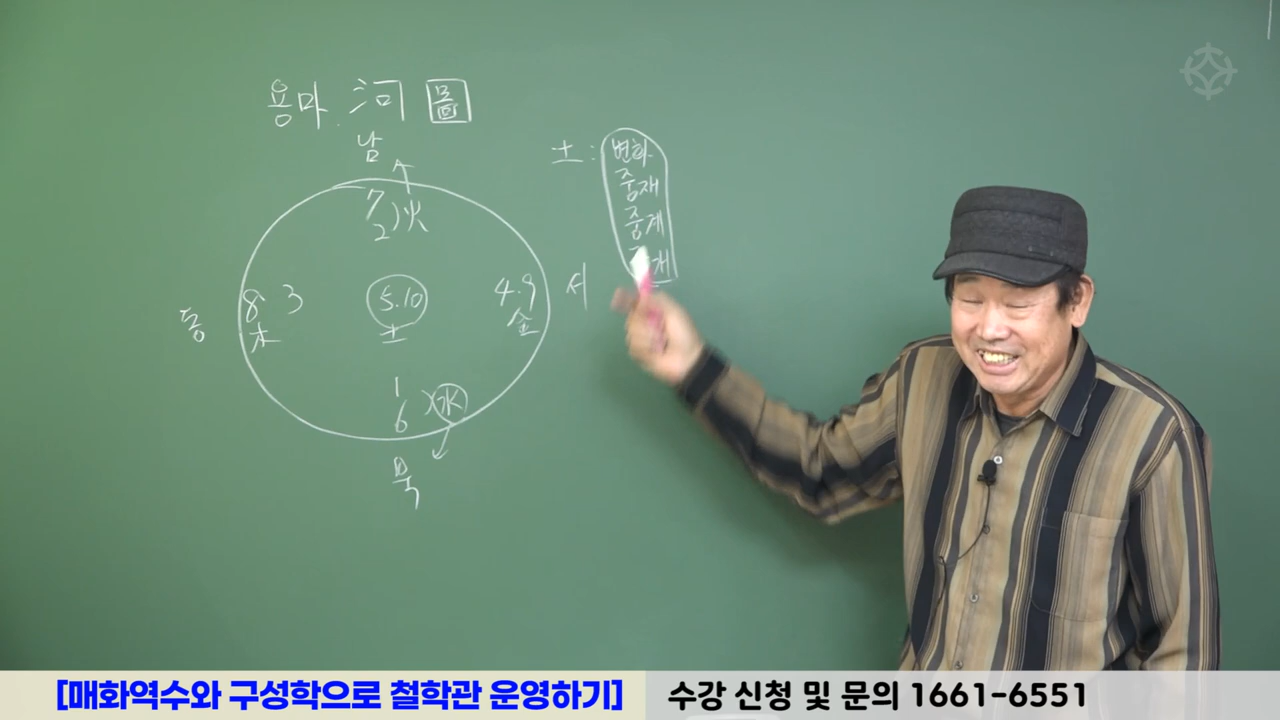 용마 河圖
남
土: 변화
중재
중계
개
7
2 火
동 8 3 5.10 4.9 서
木 土 金
1
6 水
북
[매화역수와 구성학으로 철학관 운영하기] 수강 신청 및 문의 1661-6551